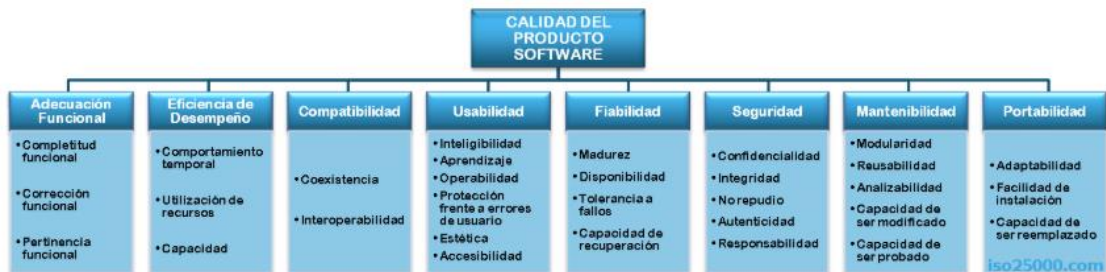 CALIDAD DEL
PRODUCTO
SOFTWARE
Adecuación
Funcional
• Completitud
funcional
• Corrección
funcional
• Pertinencia
funcional
Eficiencia de
Desempeño
• Comportamiento
temporal
• Utilización de
recursos
• Capacidad
Compatibilidad
• Coexistencia
• Interoperabilidad
Usabilidad
• Inteligibilidad
• Aprendizaje
• Operabilidad
• Protección
frente a errores
de usuario
• Estética
• Accesibilidad
Fiabilidad
• Madurez
• Disponibilidad
• Tolerancia a
fallos
• Capacidad de
recuperación
Seguridad
• Confidencialidad
• Integridad
• No repudio
• Autenticidad
• Responsabilidad
Mantenibilidad
• Modularidad
• Reusabilidad
• Analizabilidad
• Capacidad de
ser modificado
• Capacidad de
ser probado
Portabilidad
• Adaptabilidad
• Facilidad de
instalación
• Capacidad de
ser reemplazado
iso25000.com